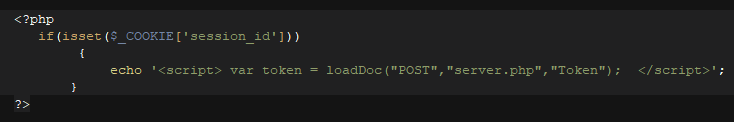 <?php
if(isset($_COOKIE['session_id']))
{
echo '<script> var token = loadDoc("POST","server.php","Token");  </script>';
}
?>